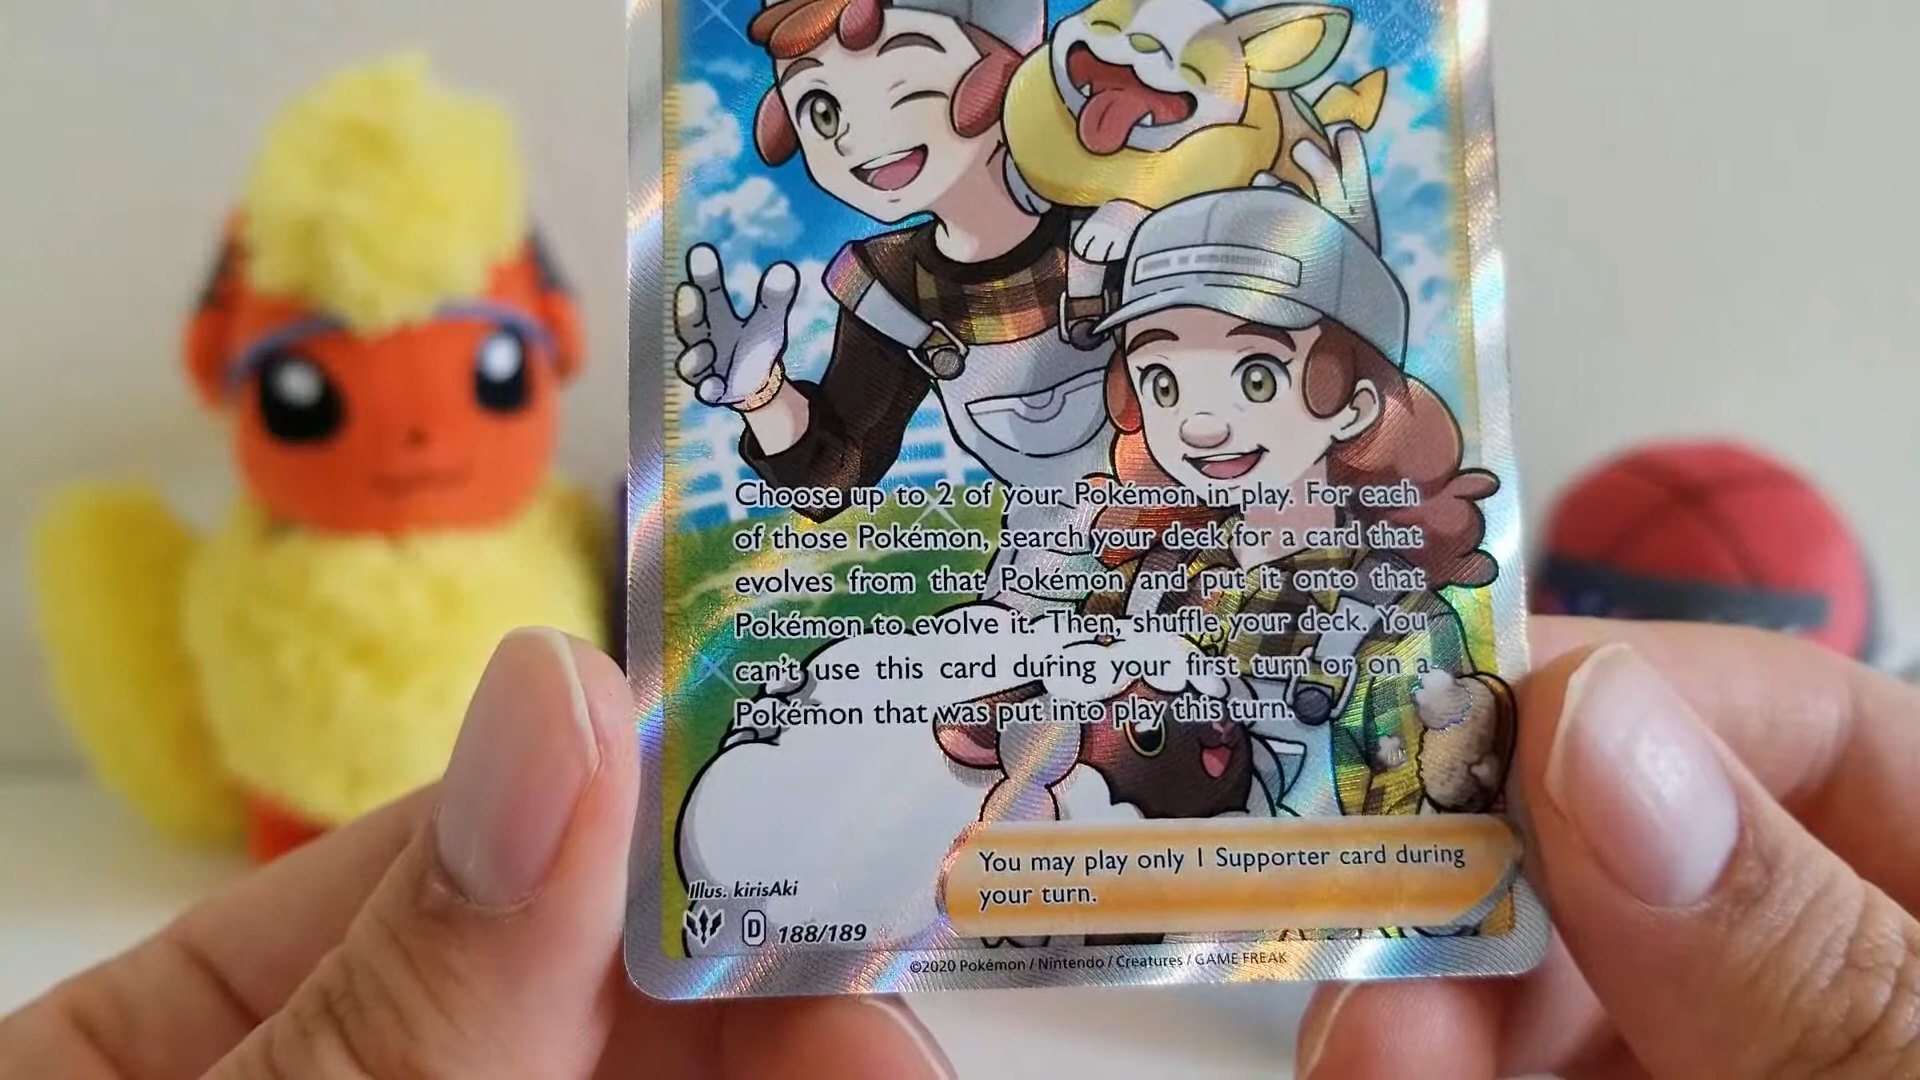 Choose up to 2 of your Pokémon in play. For each
of those Pokémon, search your deck for a card that
evolves from that Pokémon and put it onto that
Pokémon to evolve it. Then, shuffle your deck. You
can't use this card during your first turn or on a
Pokémon that was put into play this turn.
You may play only 1 Supporter card during
your turn.
Illus. kirisAki
D 188/189
©2020 Pokémon / Nintendo / Creatures / GAME FREAK